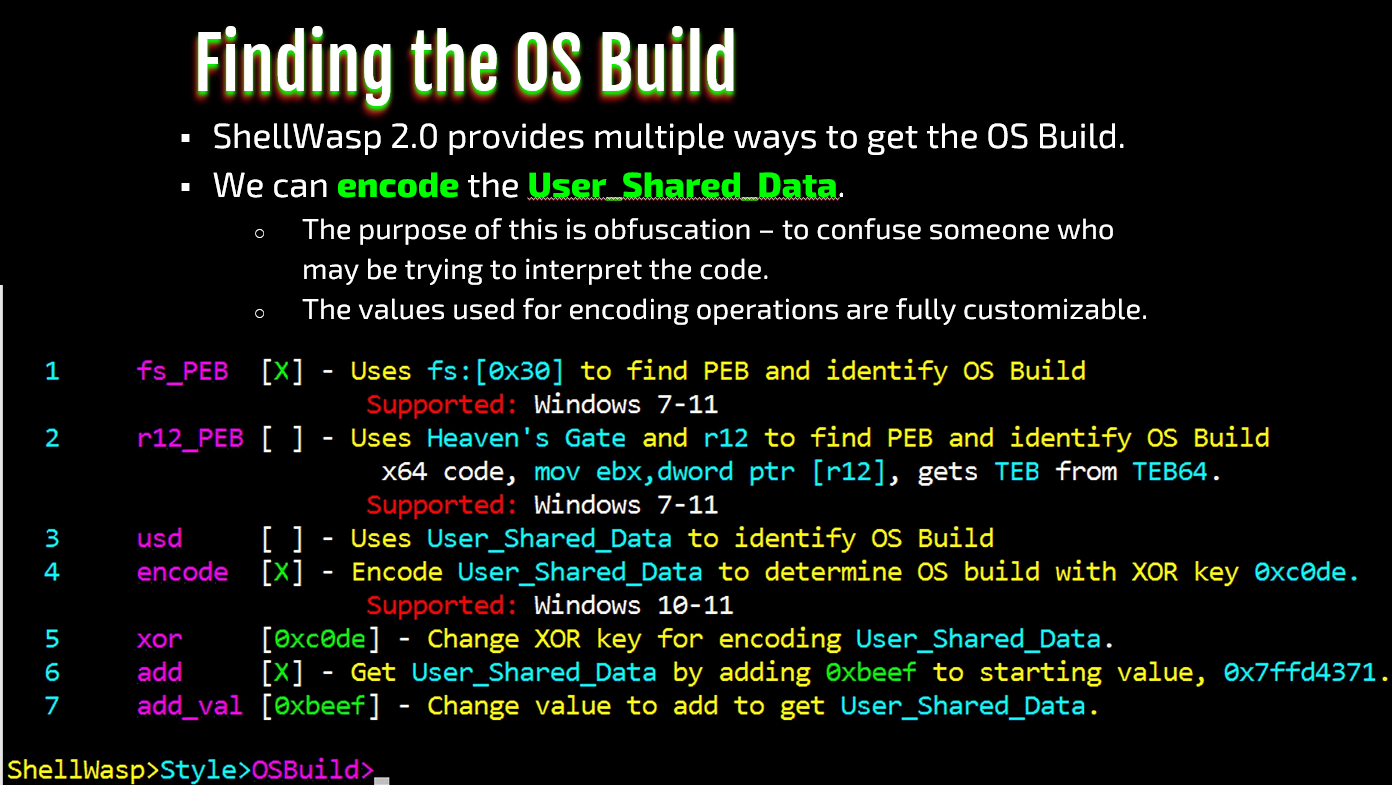 Finding the OS Build
▪ ShellWasp 2.0 provides multiple ways to get the OS Build.
▪ We can encode the User_Shared_Data.
○ The purpose of this is obfuscation – to confuse someone who
may be trying to interpret the code.
○ The values used for encoding operations are fully customizable.
1 fs_PEB [X] - Uses fs:[0x30] to find PEB and identify OS Build
Supported: Windows 7-11
2 r12_PEB [ ] - Uses Heaven's Gate and r12 to find PEB and identify OS Build
x64 code, mov ebx,dword ptr [r12], gets TEB from TEB64.
Supported: Windows 7-11
3 usd [ ] - Uses User_Shared_Data to identify OS Build
4 encode [X] - Encode User_Shared_Data to determine OS build with XOR key 0xc0de.
Supported: Windows 10-11
5 xor [0xc0de] - Change XOR key for encoding User_Shared_Data.
6 add [X] - Get User_Shared_Data by adding 0xbeef to starting value, 0x7ffd4371.
7 add_val [0xbeef] - Change value to add to get User_Shared_Data.
ShellWasp>Style>OSBuild>